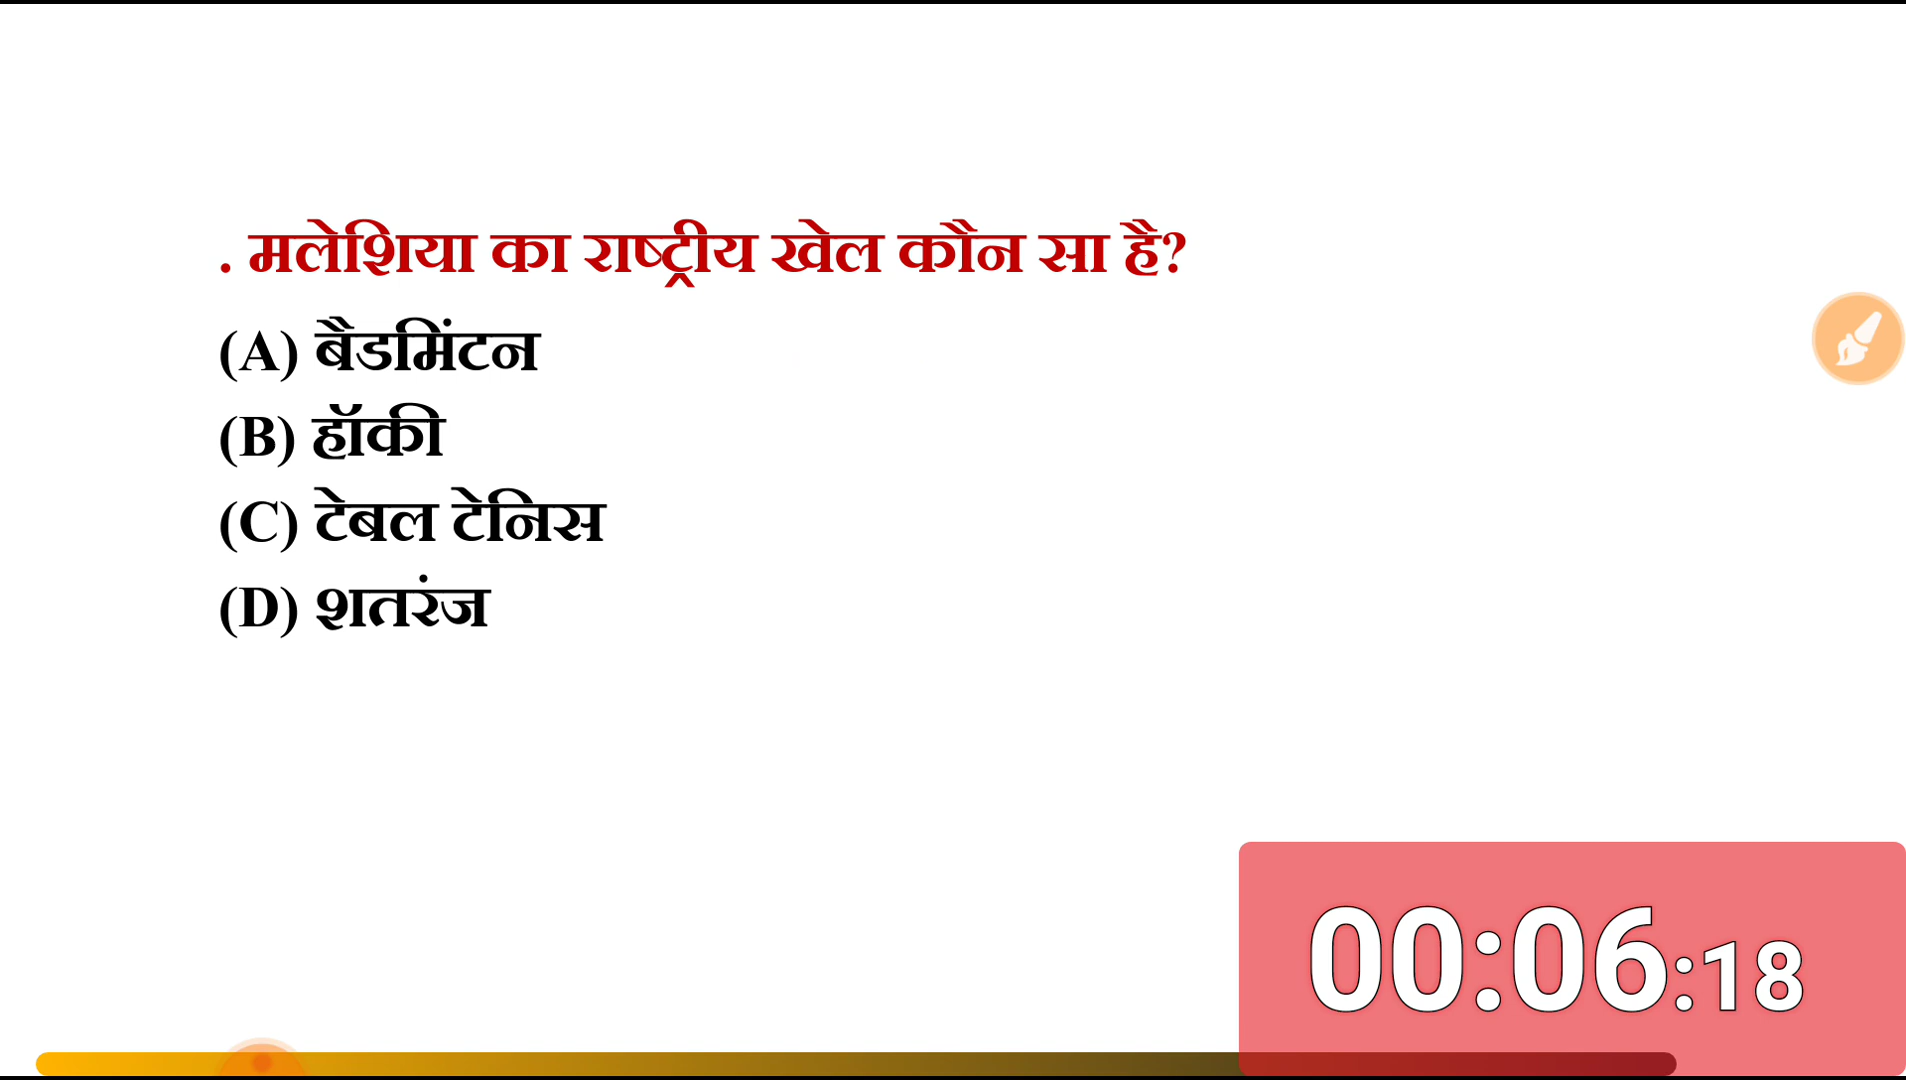 . मलेशिया का राष्ट्रीय खेल कौन सा है?
(A) बैडमिंटन
(B) हॉकी
(C) टेबल टेनिस
(D) शतरंज
00:06:18